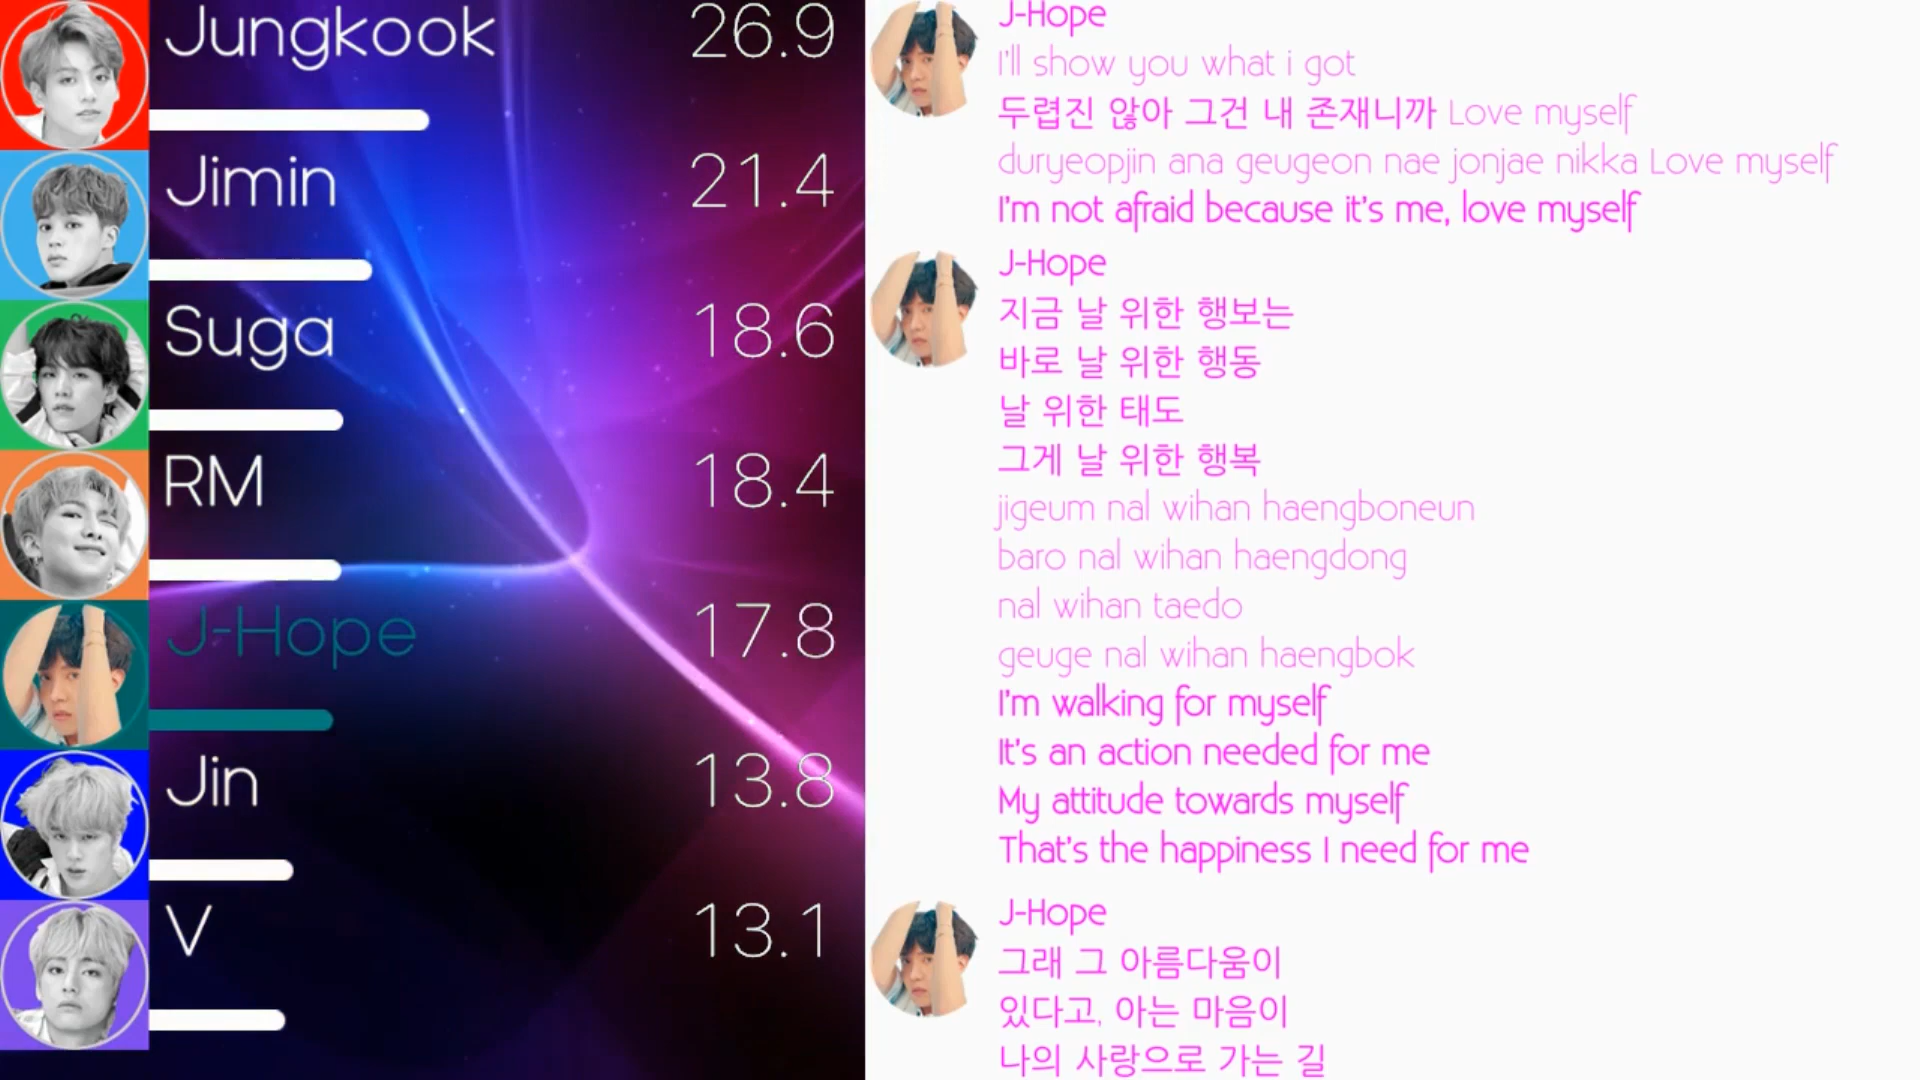 Jungkook 26.9
Jimin 21.4
Suga 18.6
RM 18.4
J-Hope 17.8
Jin 13.8
V 13.1
J-Hope
I'll show you what i got
두렵진 않아 그건 내 존재니까 Love myself
duryeopjin ana geugeon nae jonjae nikka Love myself
I'm not afraid because it's me, love myself
J-Hope
지금 날 위한 행보는
바로 날 위한 행동
날 위한 태도
그게 날 위한 행복
jigeum nal wihan haengboneun
baro nal wihan haengdong
nal wihan taedo
geuge nal wihan haengbok
I'm walking for myself
It's an action needed for me
My attitude towards myself
That's the happiness I need for me
J-Hope
그래 그 아름다움이
있다고, 아는 마음이
나의 사랑으로 가는 길